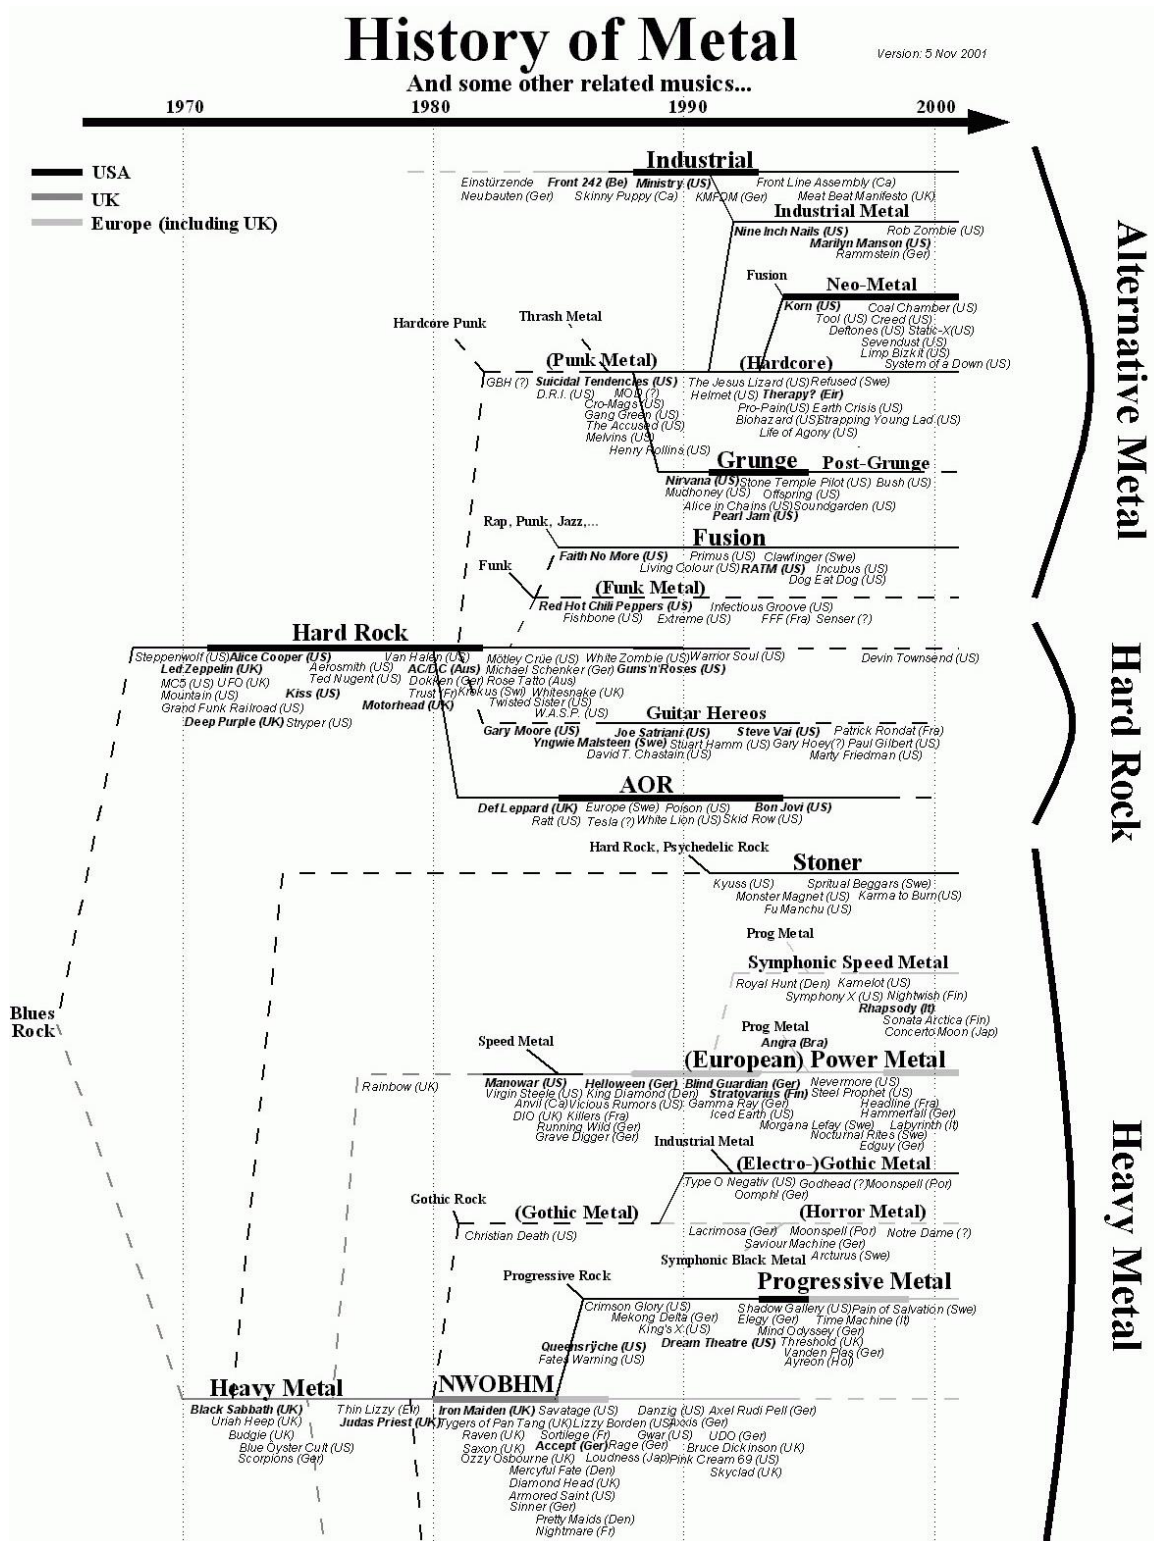 History of Metal
Version: 5 Nov 2001
And some other related musics...
1970 1980 1990 2000
USA
UK
Europe (including UK)
Industrial
Einstürzende Front 242 (Be) Ministry (US) Front Line Assembly (Ca)
Neubauten (Ger) Skinny Puppy (Ca) KMFDM (Ger) Meat Beat Manifesto (UK)
Industrial Metal
Nine Inch Nails (US) Rob Zombie (US)
Marilyn Manson (US)
Rammstein (Ger)
Fusion
Neo-Metal
Korn (US) Coal Chamber (US)
Tool (US) Creed (US)
Deftones (US) Static-X (US)
Sevendust (US)
Limp Bizkit (US)
System of a Down (US)
Hardcore Punk Thrash Metal
(Punk Metal) (Hardcore)
GBH (?) Suicidal Tendencies (US) The Jesus Lizard (US) Refused (Swe)
D.R.I. (US) MOD (?) Helmet (US) Therapy? (Eir)
Cro-Mags (US) Pro-Pain (US) Earth Crisis (US)
Gang Green (US) Biohazard (US) Strapping Young Lad (US)
The Accused (US) Life of Agony (US)
Melvins (US)
Henry Rollins (US)
Grunge Post-Grunge
Nirvana (US) Stone Temple Pilot (US) Bush (US)
Mudhoney (US) Offspring (US)
Alice in Chains (US) Soundgarden (US)
Pearl Jam (US)
Rap, Punk, Jazz,...
Fusion
Faith No More (US) Primus (US) Clawfinger (Swe)
Living Colour (US) RATM (US) Incubus (US)
Dog Eat Dog (US)
Funk
(Funk Metal)
Red Hot Chili Peppers (US) Infectious Groove (US)
Fishbone (US) Extreme (US) FFF (Fra) Senser (?)
Alternative Metal
Hard Rock
Steppenwolf (US) Alice Cooper (US) Van Halen (US) Mötley Crüe (US) White Zombie (US) Warrior Soul (US) Devin Townsend (US)
Led Zeppelin (UK) Aerosmith (US) AC/DC (Aus) Michael Schenker (Ger) Guns'n'Roses (US)
MC5 (US) UFO (UK) Ted Nugent (US) Dokken (Ger) Rose Tatto (Aus)
Mountain (US) Kiss (US) Trust (Fr) Krokus (Swi) Whitesnake (UK)
Grand Funk Railroad (US) Motorhead (UK) Twisted Sister (US)
Deep Purple (UK) Stryper (US) W.A.S.P. (US)
Guitar Hereos
Gary Moore (US) Joe Satriani (US) Steve Vai (US) Patrick Rondat (Fra)
Yngwie Malsteen (Swe) Stuart Hamm (US) Gary Hoey(?) Paul Gilbert (US)
David T. Chastain (US) Marty Friedman (US)
AOR
Def Leppard (UK) Europe (Swe) Poison (US) Bon Jovi (US)
Ratt (US) Tesla (?) White Lion (US) Skid Row (US)
Hard Rock
Hard Rock, Psychedelic Rock
Stoner
Kyuss (US) Spritual Beggars (Swe)
Monster Magnet (US) Karma to Burn (US)
Fu Manchu (US)
Prog Metal
Symphonic Speed Metal
Royal Hunt (Den) Kamelot (US)
Symphony X (US) Nightwish (Fin)
Rhapsody (It)
Sonata Arctica (Fin)
Concerto Moon (Jap)
Blues
Rock
Prog Metal
Speed Metal Angra (Bra)
(European) Power Metal
Rainbow (UK) Manowar (US) Helloween (Ger) Blind Guardian (Ger) Nevermore (US)
Virgin Steele (US) King Diamond (Den) Stratovarius (Fin) Steel Prophet (US)
Anvil (Ca) Vicious Rumors (US) Gamma Ray (Ger) Headline (Fra)
DIO (UK) Killers (Fra) Iced Earth (US) Hammerfall (Ger)
Running Wild (Ger) Morgana Lefay (Swe) Labyrinth (It)
Grave Digger (Ger) Nocturnal Rites (Swe)
Edguy (Ger)
Industrial Metal
(Electro-)Gothic Metal
Type O Negativ (US) Godhead (?) Moonspell (Por)
Oomph! (Ger)
Gothic Rock
(Gothic Metal) (Horror Metal)
Christian Death (US) Lacrimosa (Ger) Moonspell (Por) Notre Dame (?)
Saviour Machine (Ger)
Symphonic Black Metal Arcturus (Swe)
Progressive Rock
Progressive Metal
Crimson Glory (US) Shadow Gallery (US) Pain of Salvation (Swe)
Mekong Delta (Ger) Elegy (Ger) Time Machine (It)
King's X (US) Mind Odyssey (Ger)
Queensrÿche (US) Dream Theatre (US) Threshold (UK)
Fates Warning (US) Vanden Plas (Ger)
Ayreon (Hol)
Heavy Metal NWOBHM
Black Sabbath (UK) Thin Lizzy (Eir) Iron Maiden (UK) Savatage (US) Danzig (US) Axel Rudi Pell (Ger)
Uriah Heep (UK) Judas Priest (UK) Tygers of Pan Tang (UK) Lizzy Borden (US) Axxis (Ger)
Budgie (UK) Raven (UK) Sortilege (Fr) Gwar (US) UDO (Ger)
Blue Oyster Cult (US) Saxon (UK) Accept (Ger) Rage (Ger) Bruce Dickinson (UK)
Scorpions (Ger) Ozzy Osbourne (UK) Loudness (Jap) Pink Cream 69 (US)
Mercyful Fate (Den) Skyclad (UK)
Diamond Head (UK)
Armored Saint (US)
Sinner (Ger)
Pretty Maids (Den)
Nightmare (Fr)
Heavy Metal